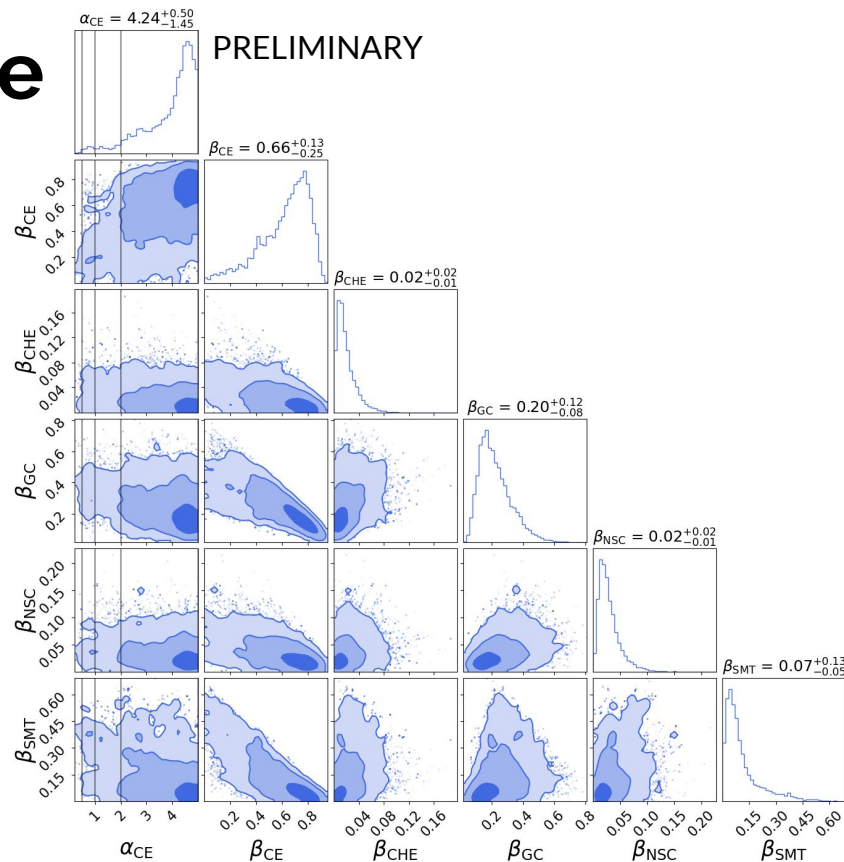 α_CE = 4.24^{+0.50}_{−1.45}
e
PRELIMINARY
β_CE = 0.66^{+0.13}_{−0.25}
β_CE
0.8
0.6
0.4
0.2
β_CHE = 0.02^{+0.02}_{−0.01}
β_CHE
0.16
0.12
0.08
0.04
β_GC = 0.20^{+0.12}_{−0.08}
β_GC
0.8
0.6
0.4
0.2
β_NSC = 0.02^{+0.02}_{−0.01}
β_NSC
0.20
0.15
0.10
0.05
β_SMT = 0.07^{+0.13}_{−0.05}
β_SMT
0.60
0.45
0.30
0.15
1 2 3 4
0.2 0.4 0.6 0.8
0.04 0.08 0.12 0.16
0.2 0.4 0.6 0.8
0.05 0.10 0.15 0.20
0.15 0.30 0.45 0.60
α_CE
β_CE
β_CHE
β_GC
β_NSC
β_SMT